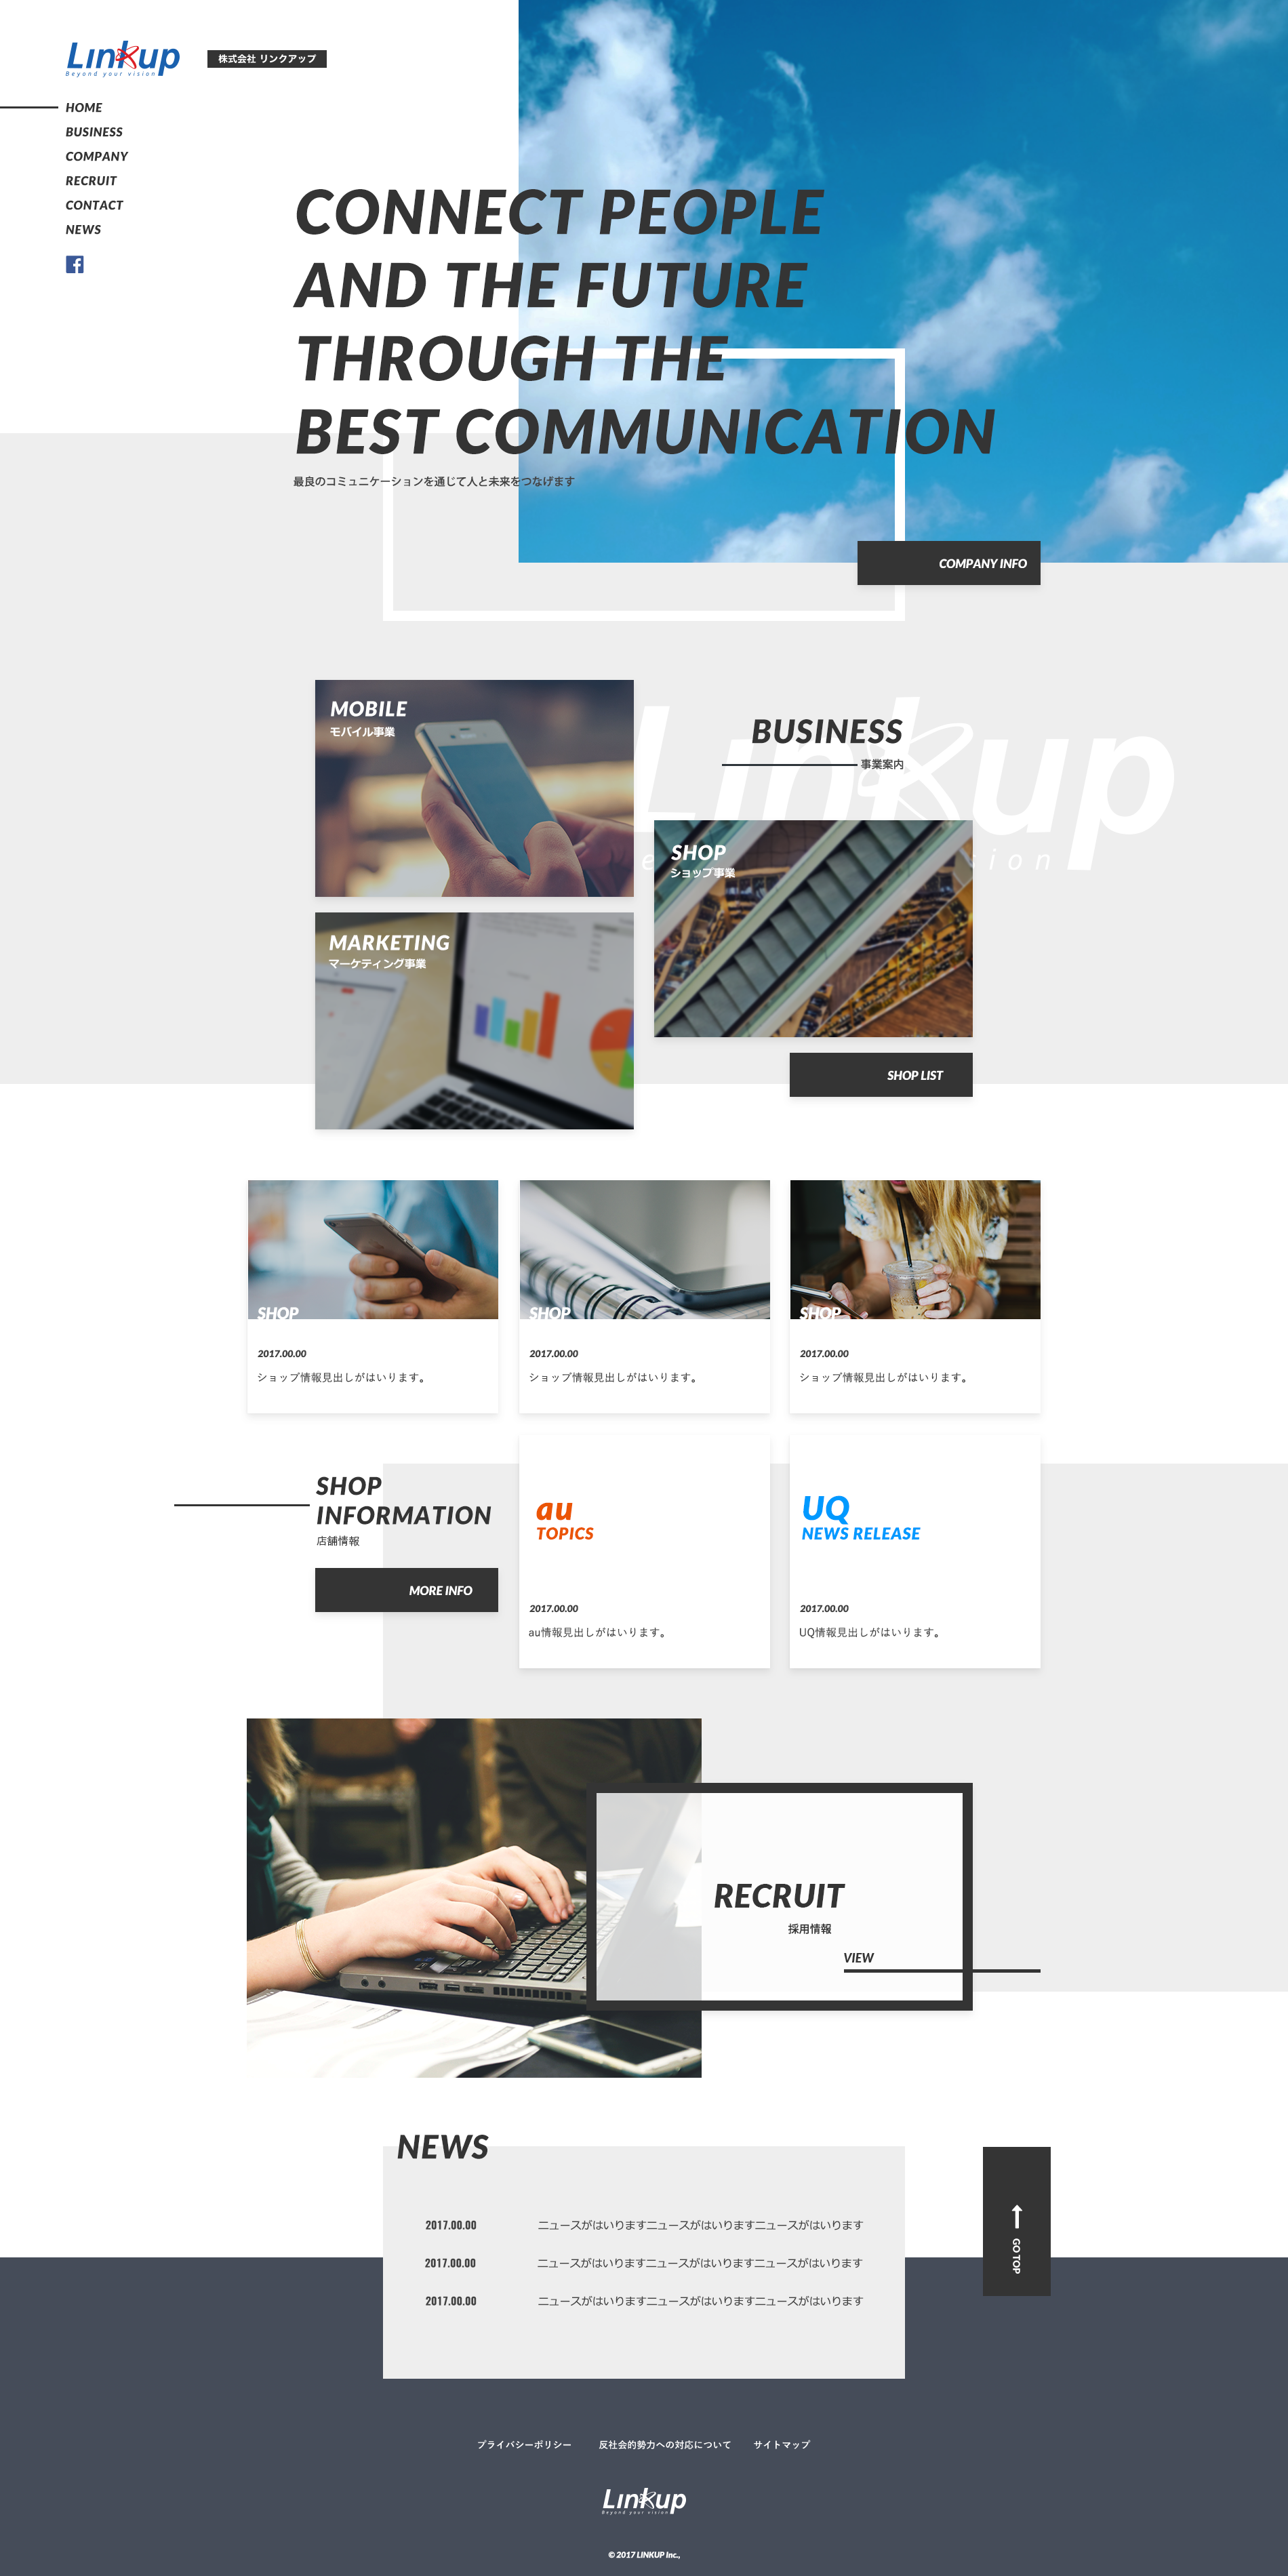 Linkup
Beyond your vision
株式会社 リンクアップ
HOME
BUSINESS
COMPANY
RECRUIT
CONTACT
NEWS
CONNECT PEOPLE
AND THE FUTURE
THROUGH THE
BEST COMMUNICATION
最良のコミュニケーションを通じて人と未来をつなげます
COMPANY INFO
MOBILE
モバイル事業
Linkup
BUSINESS
事業案内
SHOP
ショップ事業
MARKETING
マーケティング事業
SHOP LIST
SHOP
2017.00.00
ショップ情報見出しがはいります。
SHOP
2017.00.00
ショップ情報見出しがはいります。
SHOP
2017.00.00
ショップ情報見出しがはいります。
SHOP
INFORMATION
店舗情報
MORE INFO
au
TOPICS
2017.00.00
au情報見出しがはいります。
UQ
NEWS RELEASE
2017.00.00
UQ情報見出しがはいります。
RECRUIT
採用情報
VIEW
NEWS
2017.00.00 ニュースがはいりますニュースがはいりますニュースがはいります
2017.00.00 ニュースがはいりますニュースがはいりますニュースがはいります
2017.00.00 ニュースがはいりますニュースがはいりますニュースがはいります
GO TOP
プライバシーポリシー 反社会的勢力への対応について サイトマップ
Linkup
Beyond your vision
© 2017 LINKUP Inc.,